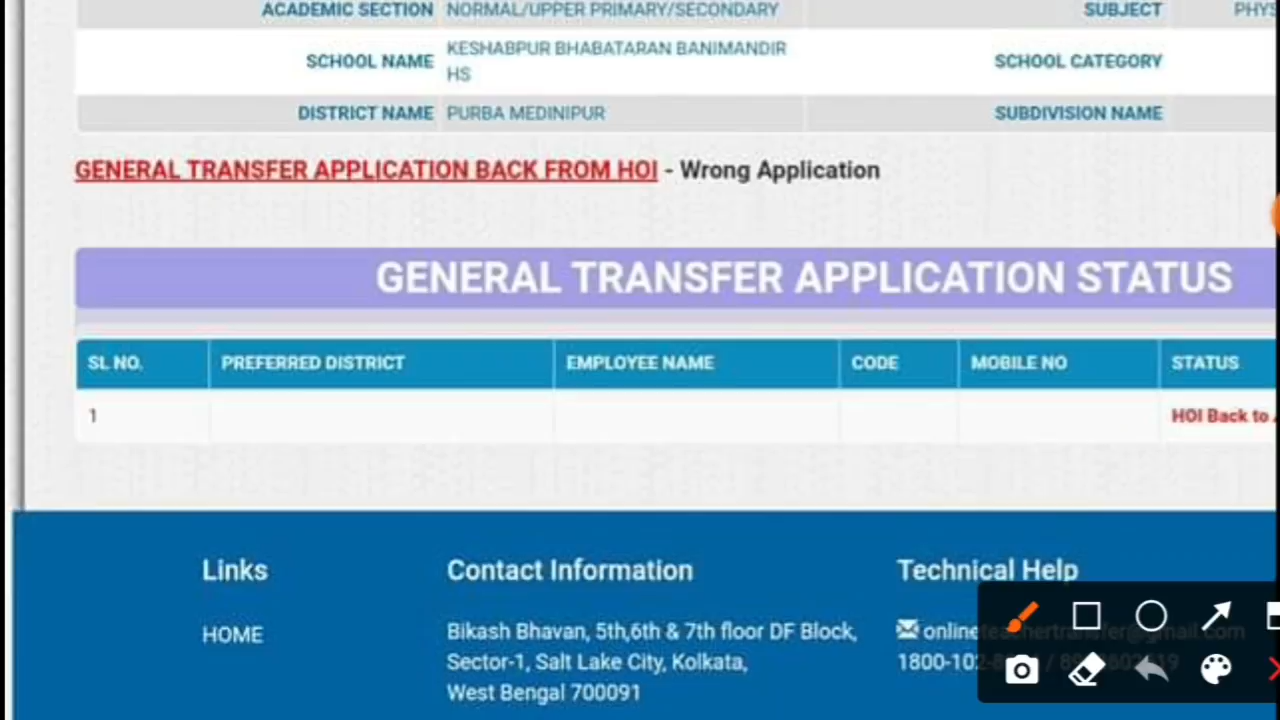 ACADEMIC SECTION NORMAL/UPPER PRIMARY/SECONDARY SUBJECT
SCHOOL NAME KESHABPUR BHABATARAN BANIMANDIR HS SCHOOL CATEGORY
DISTRICT NAME PURBA MEDINIPUR SUBDIVISION NAME
GENERAL TRANSFER APPLICATION BACK FROM HOI - Wrong Application
GENERAL TRANSFER APPLICATION STATUS
SL NO. PREFERRED DISTRICT EMPLOYEE NAME CODE MOBILE NO STATUS
1 HOI Back to
Links Contact Information Technical Help
HOME
Bikash Bhavan, 5th,6th & 7th floor DF Block,
Sector-1, Salt Lake City, Kolkata,
West Bengal 700091
onlineteachertransfer@gmail.com